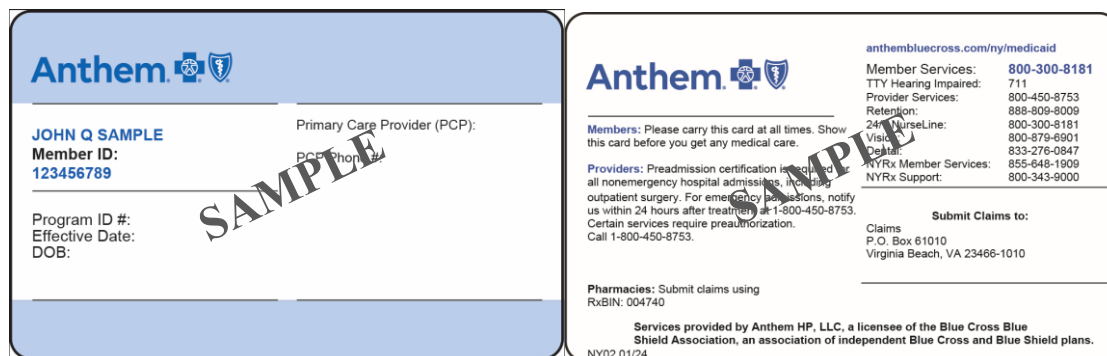 Anthem.
JOHN Q SAMPLE
Member ID:
123456789
Primary Care Provider (PCP):
PCP Phone #:
Program ID #:
Effective Date:
DOB:
SAMPLE
Anthem.
Members: Please carry this card at all times. Show
this card before you get any medical care.
Providers: Preadmission certification is required for
all nonemergency hospital admissions, including
outpatient surgery. For emergency admissions, notify
us within 24 hours after treatment at 1-800-450-8753.
Certain services require preauthorization.
Call 1-800-450-8753.
Pharmacies: Submit claims using
RxBIN: 004740
anthembluecross.com/ny/medicaid
Member Services: 800-300-8181
TTY Hearing Impaired: 711
Provider Services: 800-450-8753
Retention: 888-809-8009
24/7 NurseLine: 800-300-8181
Vision: 800-879-6901
Dental: 833-276-0847
NYRx Member Services: 855-648-1909
NYRx Support: 800-343-9000
Submit Claims to:
Claims
P.O. Box 61010
Virginia Beach, VA 23466-1010
SAMPLE
Services provided by Anthem HP, LLC, a licensee of the Blue Cross Blue
Shield Association, an association of independent Blue Cross and Blue Shield plans.
NY02 01/24